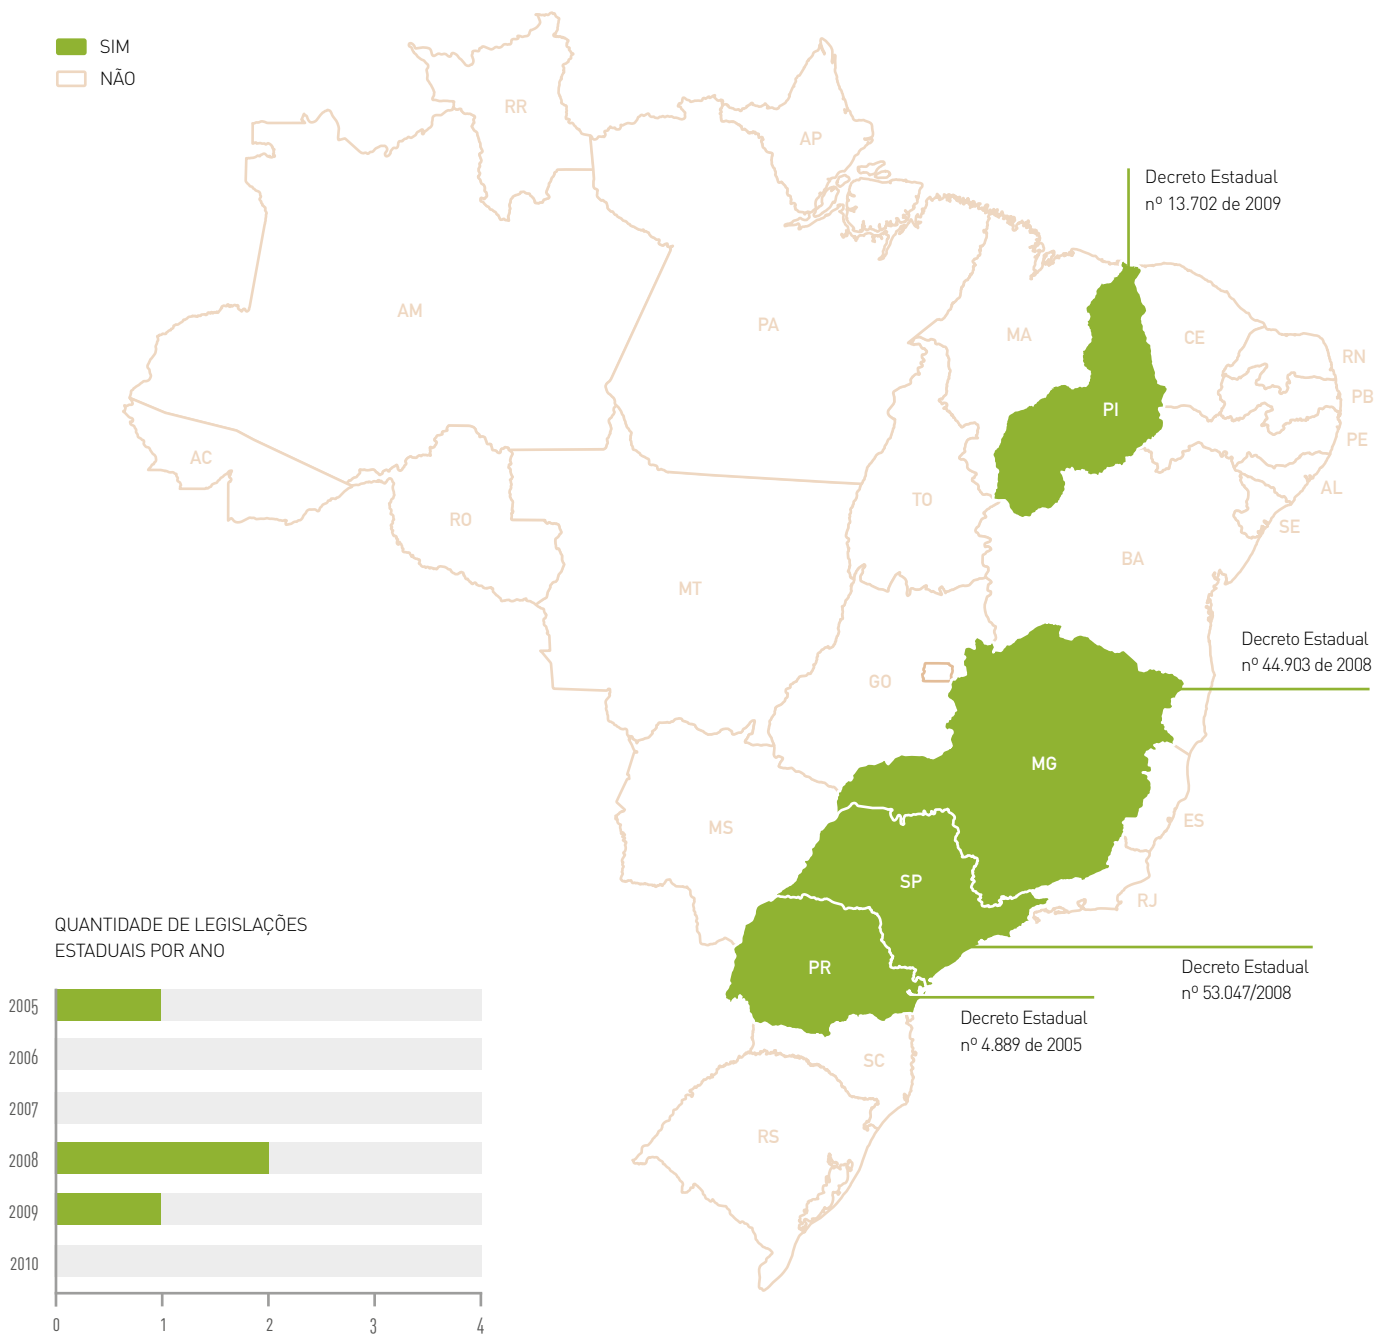 SIM
NÃO
RR
AP
Decreto Estadual
nº 13.702 de 2009
AM
PA
MA
CE
RN
PB
PI
PE
AC
TO
AL
RO
SE
BA
MT
Decreto Estadual
nº 44.903 de 2008
GO
MG
MS
ES
SP
RJ
PR
Decreto Estadual
nº 53.047/2008
Decreto Estadual
nº 4.889 de 2005
SC
RS
QUANTIDADE DE LEGISLAÇÕES
ESTADUAIS POR ANO
2005
2006
2007
2008
2009
2010
0 1 2 3 4